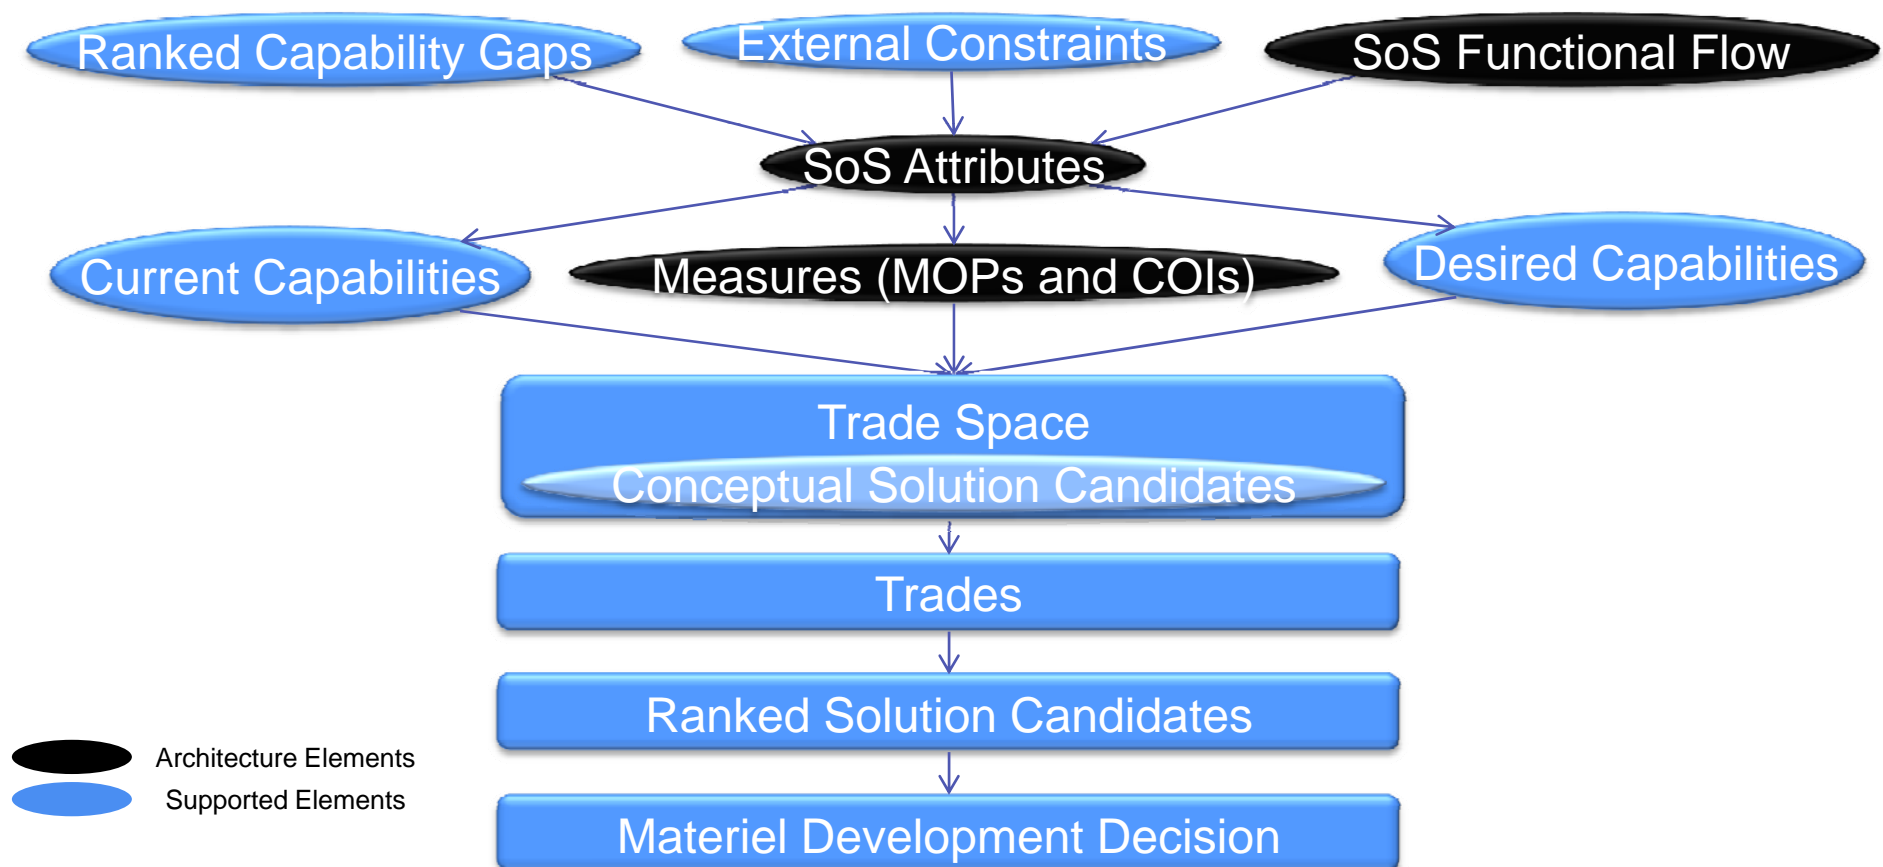 Ranked Capability Gaps
External Constraints
SoS Functional Flow
SoS Attributes
Current Capabilities
Measures (MOPs and COIs)
Desired Capabilities
Trade Space
Conceptual Solution Candidates
Trades
Ranked Solution Candidates
Materiel Development Decision
Architecture Elements
Supported Elements